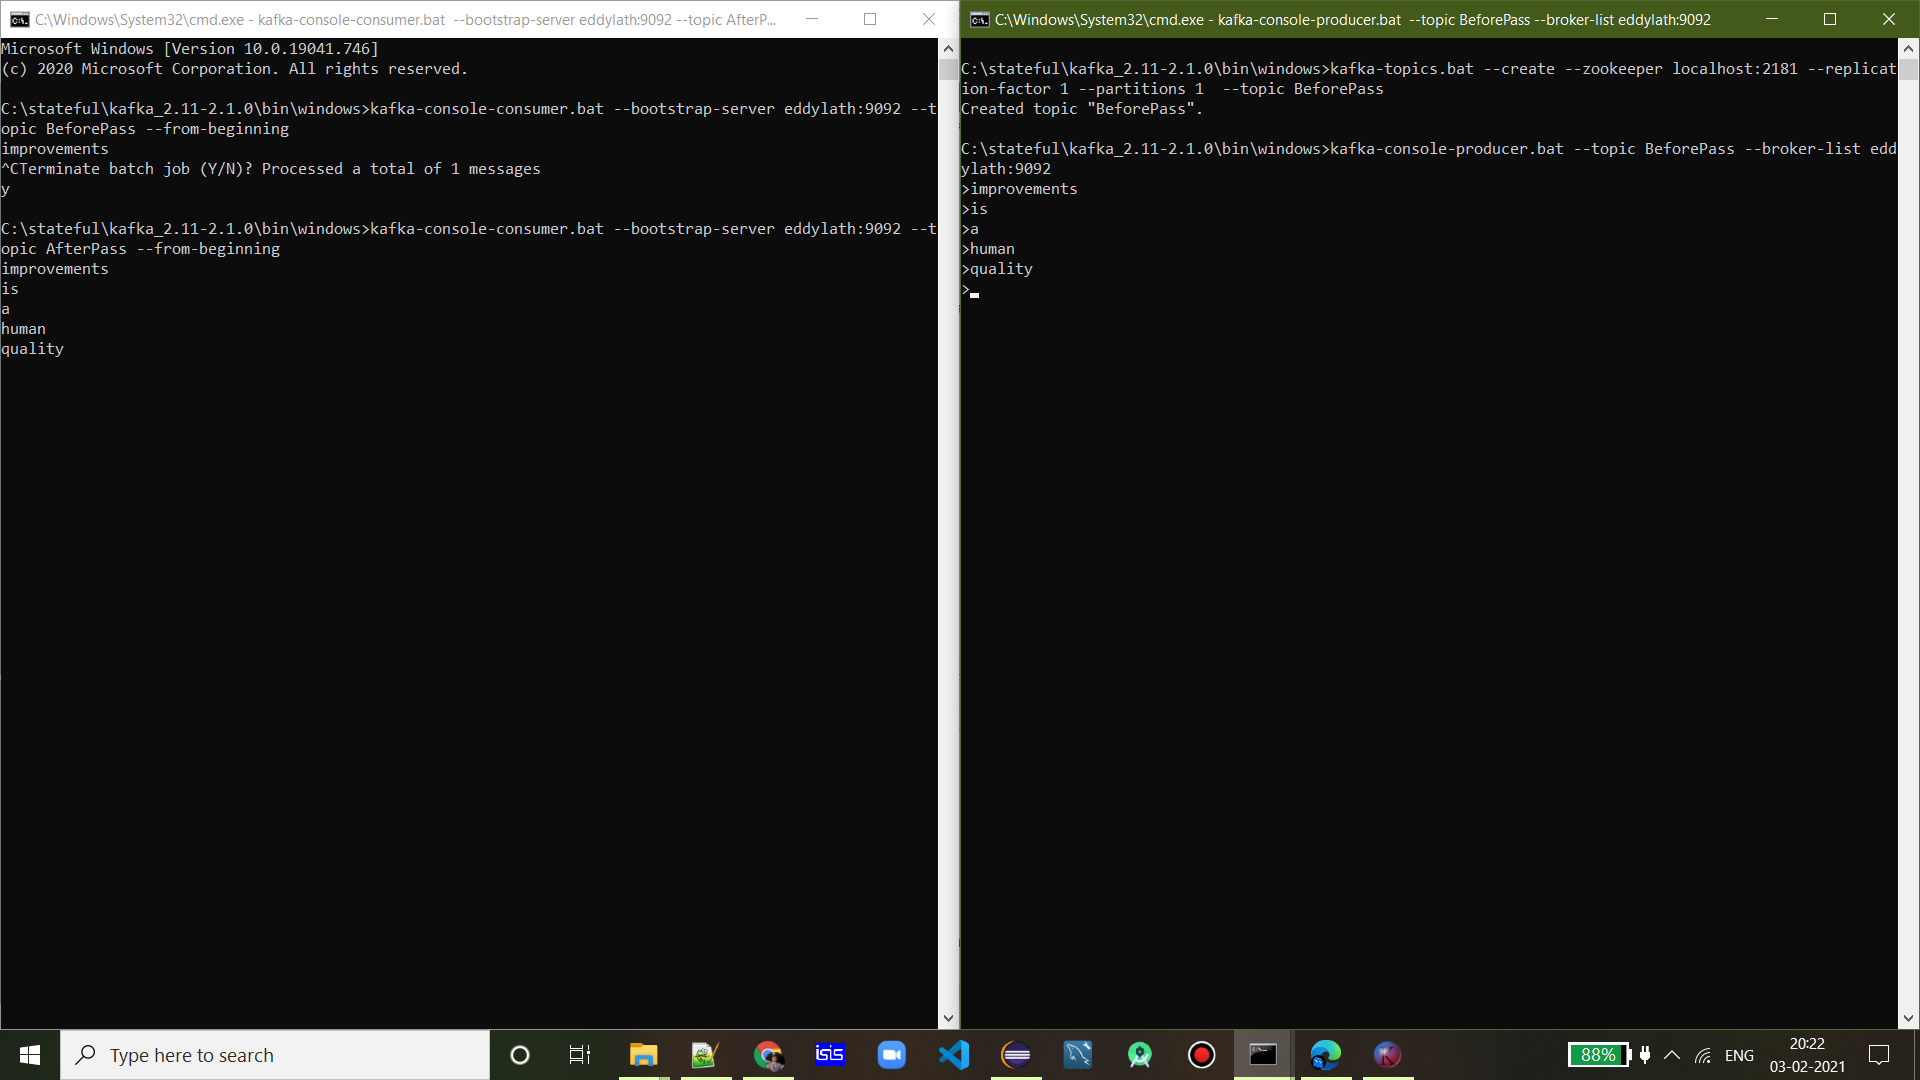 C:\Windows\System32\cmd.exe - kafka-console-consumer.bat  --bootstrap-server eddylath:9092 --topic AfterP...
Microsoft Windows [Version 10.0.19041.746]
(c) 2020 Microsoft Corporation. All rights reserved.
C:\stateful\kafka_2.11-2.1.0\bin\windows>kafka-console-consumer.bat --bootstrap-server eddylath:9092 --t
opic BeforePass --from-beginning
improvements
^CTerminate batch job (Y/N)? Processed a total of 1 messages
y
C:\stateful\kafka_2.11-2.1.0\bin\windows>kafka-console-consumer.bat --bootstrap-server eddylath:9092 --t
opic AfterPass --from-beginning
improvements
is
a
human
quality
C:\Windows\System32\cmd.exe - kafka-console-producer.bat  --topic BeforePass --broker-list eddylath:9092
C:\stateful\kafka_2.11-2.1.0\bin\windows>kafka-topics.bat --create --zookeeper localhost:2181 --replicat
ion-factor 1 --partitions 1  --topic BeforePass
Created topic "BeforePass".
C:\stateful\kafka_2.11-2.1.0\bin\windows>kafka-console-producer.bat --topic BeforePass --broker-list edd
ylath:9092
>improvements
>is
>a
>human
>quality
>
Type here to search
isis
88%
ENG
20:22
03-02-2021